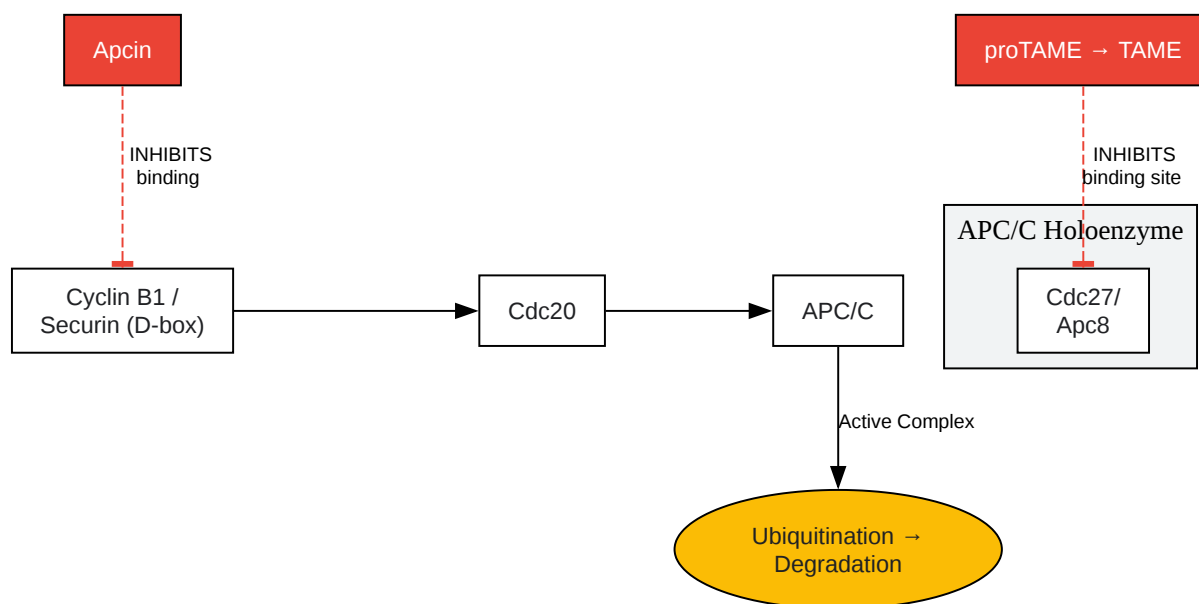 Apcin
proTAME → TAME
INHIBITS
binding
INHIBITS
binding site
APC/C Holoenzyme
Cyclin B1 /
Securin (D-box)
Cdc20
APC/C
Cdc27/
Apc8
Active Complex
Ubiquitination →
Degradation